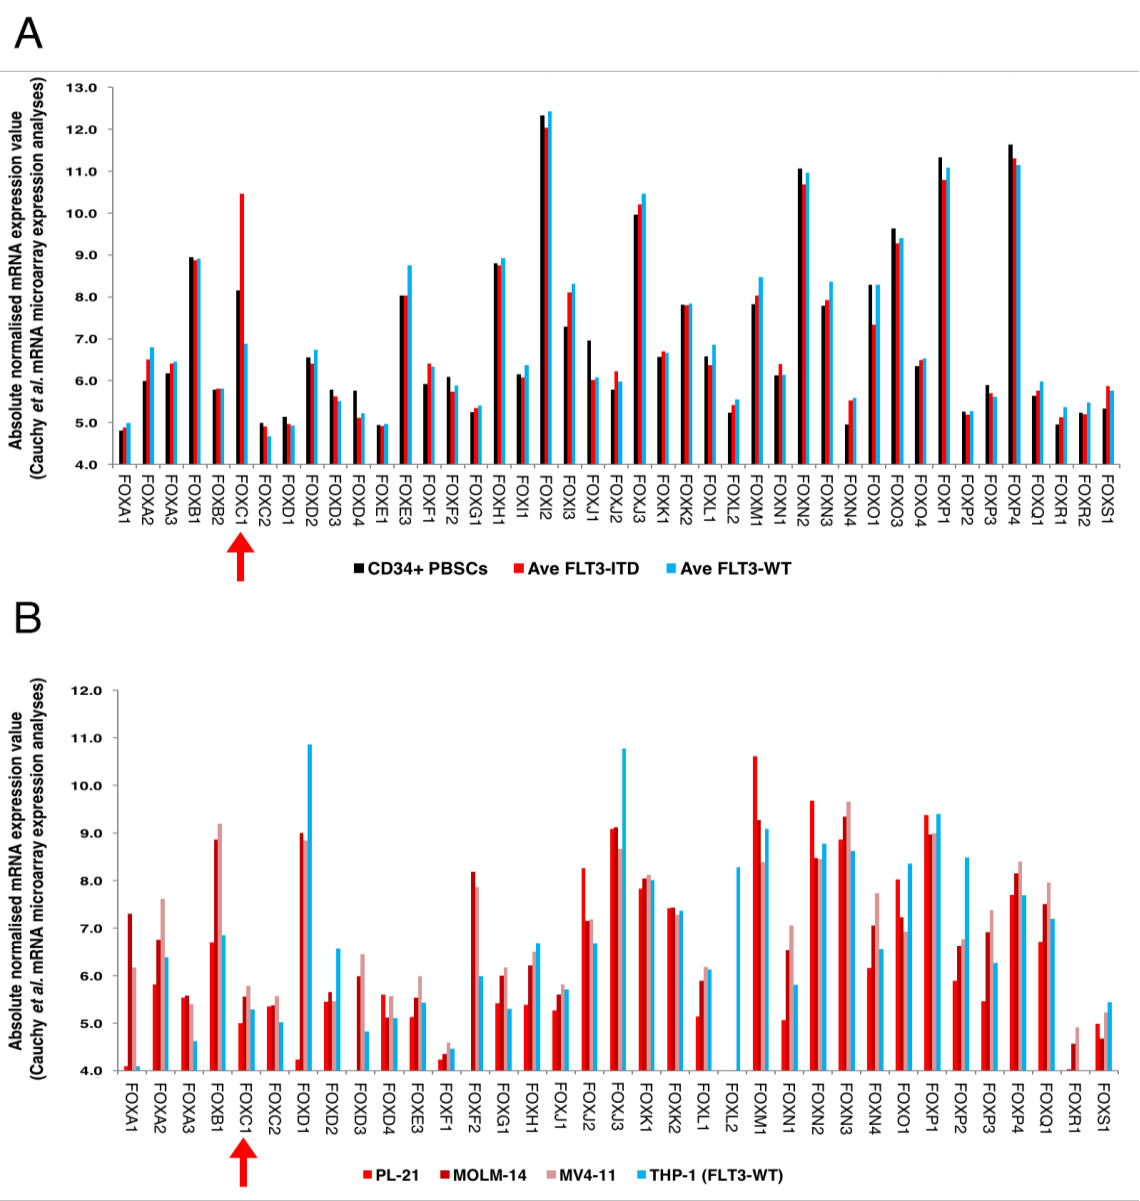 A
Absolute normalised mRNA expression value
(Cauchy et al. mRNA microarray expression analyses)
13.0
12.0
11.0
10.0
9.0
8.0
7.0
6.0
5.0
4.0
FOXA1
FOXA2
FOXA3
FOXB1
FOXB2
FOXC1
FOXC2
FOXD1
FOXD2
FOXD3
FOXD4
FOXE1
FOXE3
FOXF1
FOXF2
FOXG1
FOXH1
FOXI1
FOXI2
FOXI3
FOXJ1
FOXJ2
FOXJ3
FOXK1
FOXK2
FOXL1
FOXL2
FOXM1
FOXN1
FOXN2
FOXN3
FOXN4
FOXO1
FOXO3
FOXO4
FOXP1
FOXP2
FOXP3
FOXP4
FOXQ1
FOXR1
FOXR2
FOXS1
CD34+ PBSCs Ave FLT3-ITD Ave FLT3-WT
B
Absolute normalised mRNA expression value
(Cauchy et al. mRNA microarray expression analyses)
12.0
11.0
10.0
9.0
8.0
7.0
6.0
5.0
4.0
FOXA1
FOXA2
FOXA3
FOXB1
FOXC1
FOXC2
FOXD1
FOXD2
FOXD3
FOXD4
FOXE3
FOXF1
FOXF2
FOXG1
FOXH1
FOXJ1
FOXJ2
FOXJ3
FOXK1
FOXK2
FOXL1
FOXL2
FOXM1
FOXN1
FOXN2
FOXN3
FOXN4
FOXO1
FOXP1
FOXP2
FOXP3
FOXP4
FOXQ1
FOXR1
FOXS1
PL-21 MOLM-14 MV4-11 THP-1 (FLT3-WT)